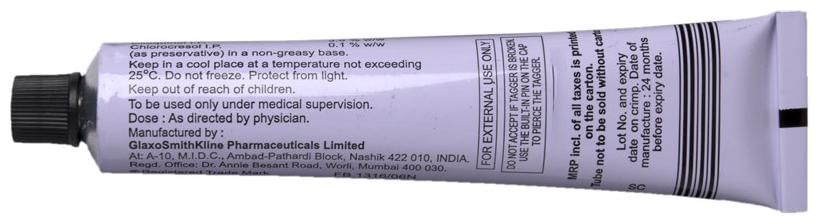 Chlorocresol I.P. 0.1 % w/w
(as preservative) in a non-greasy base.
Keep in a cool place at a temperature not exceeding
25°C. Do not freeze. Protect from light.
Keep out of reach of children.
To be used only under medical supervision.
Dose : As directed by physician.
Manufactured by :
GlaxoSmithKline Pharmaceuticals Limited
At: A-10, M.I.D.C., Ambad-Pathardi Block, Nashik 422 010, INDIA.
Regd. Office: Dr. Annie Besant Road, Worli, Mumbai 400 030.
® Registered Trade Mark
FOR EXTERNAL USE ONLY
DO NOT ACCEPT IF TAGGER IS BROKEN
USE THE BUILT-IN PIN ON THE CAP
TO PIERCE THE TAGGER.
MRP incl. of all taxes is printed
on the carton.
Tube not to be sold without carton
Lot No. and expiry
date on crimp. Date of
manufacture : 24 months
before expiry date.
SC